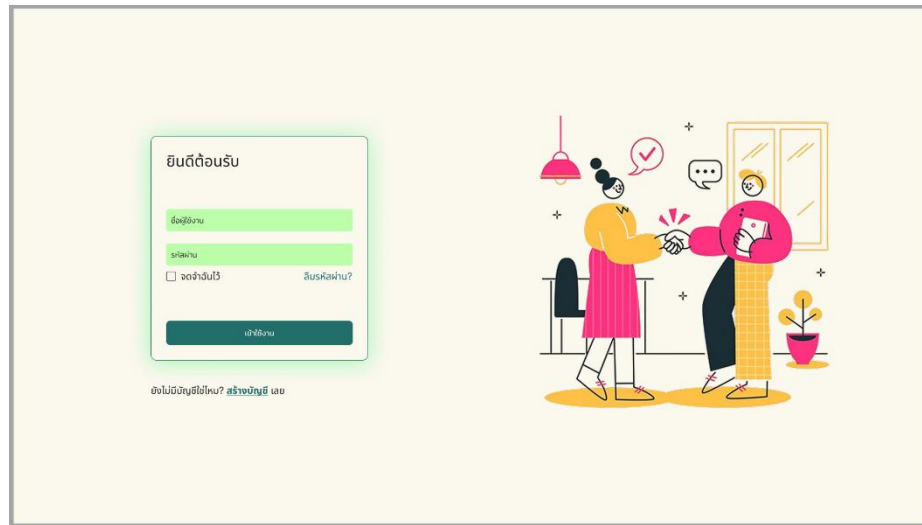 ยินดีต้อนรับ
ชื่อผู้ใช้งาน
รหัสผ่าน
จดจำฉันไว้ ลืมรหัสผ่าน?
เข้าใช้งาน
ยังไม่มีบัญชีใช่ไหม? สร้างบัญชี เลย